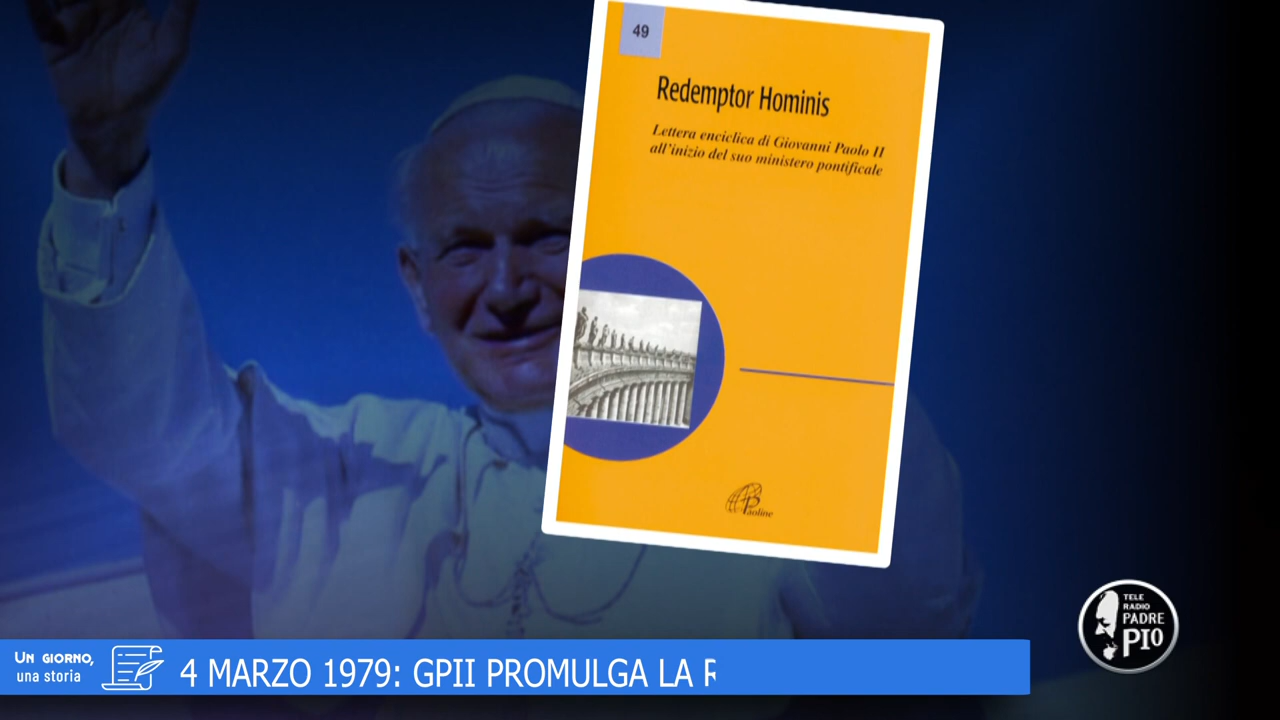 49
Redemptor Hominis
Lettera enciclica di Giovanni Paolo II
all'inizio del suo ministero pontificale
Paoline
TELE
RADIO
PADRE
PIO
UN GIORNO,
una storia
4 MARZO 1979: GPII PROMULGA LA